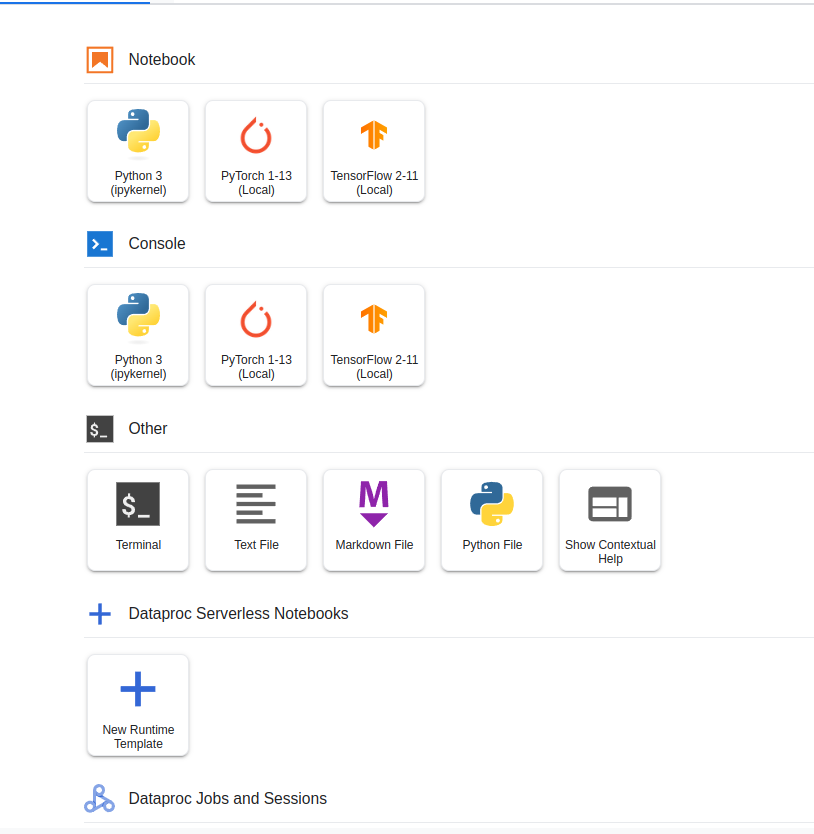 Notebook
Python 3
(ipykernel)
PyTorch 1-13
(Local)
TensorFlow 2-11
(Local)
Console
Python 3
(ipykernel)
PyTorch 1-13
(Local)
TensorFlow 2-11
(Local)
$_
Other
$_
Terminal
Text File
M
Markdown File
Python File
Show Contextual
Help
Dataproc Serverless Notebooks
New Runtime
Template
Dataproc Jobs and Sessions